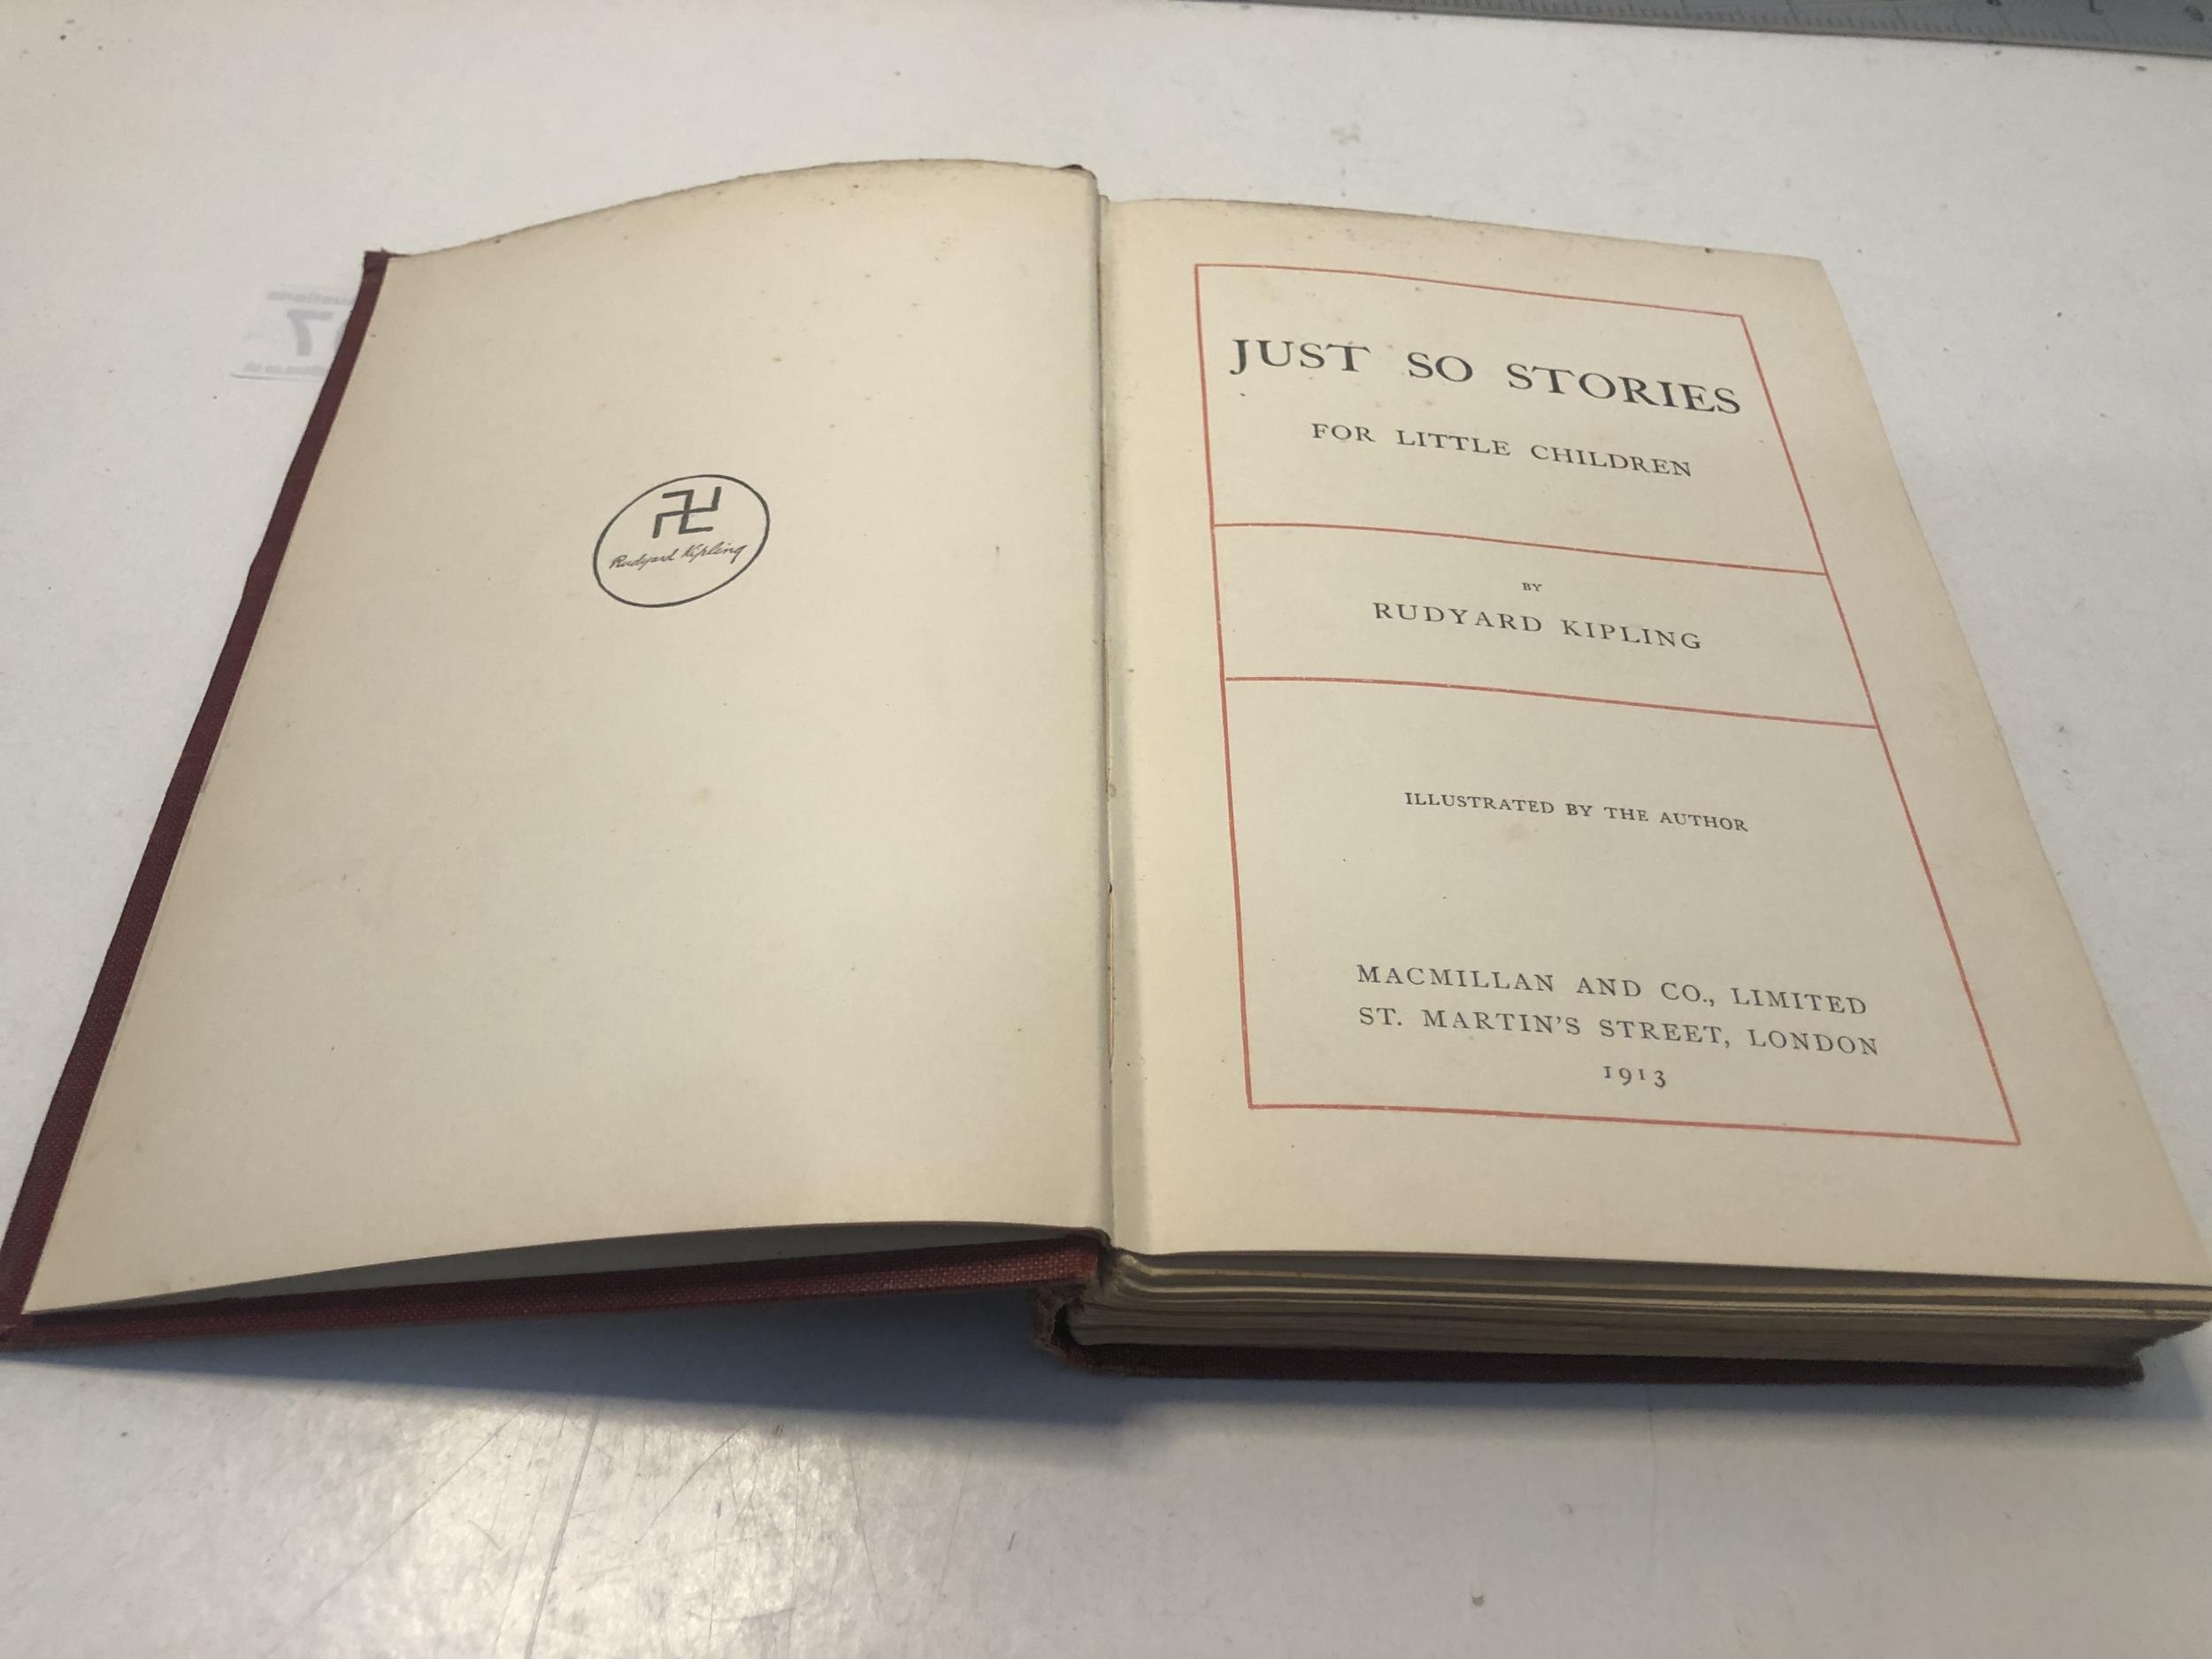 Rudyard Kipling
JUST SO STORIES
FOR LITTLE CHILDREN
BY
RUDYARD KIPLING
ILLUSTRATED BY THE AUTHOR
MACMILLAN AND CO., LIMITED
ST. MARTIN'S STREET, LONDON
1913